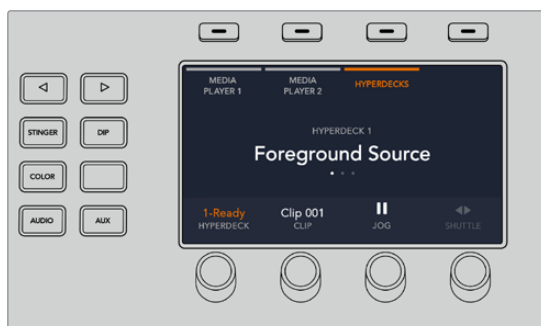 MEDIA
PLAYER 1
MEDIA
PLAYER 2
HYPERDECKS
STINGER
DIP
HYPERDECK 1
Foreground Source
COLOR
AUDIO
AUX
1-Ready
HYPERDECK
Clip 001
CLIP
JOG
SHUTTLE